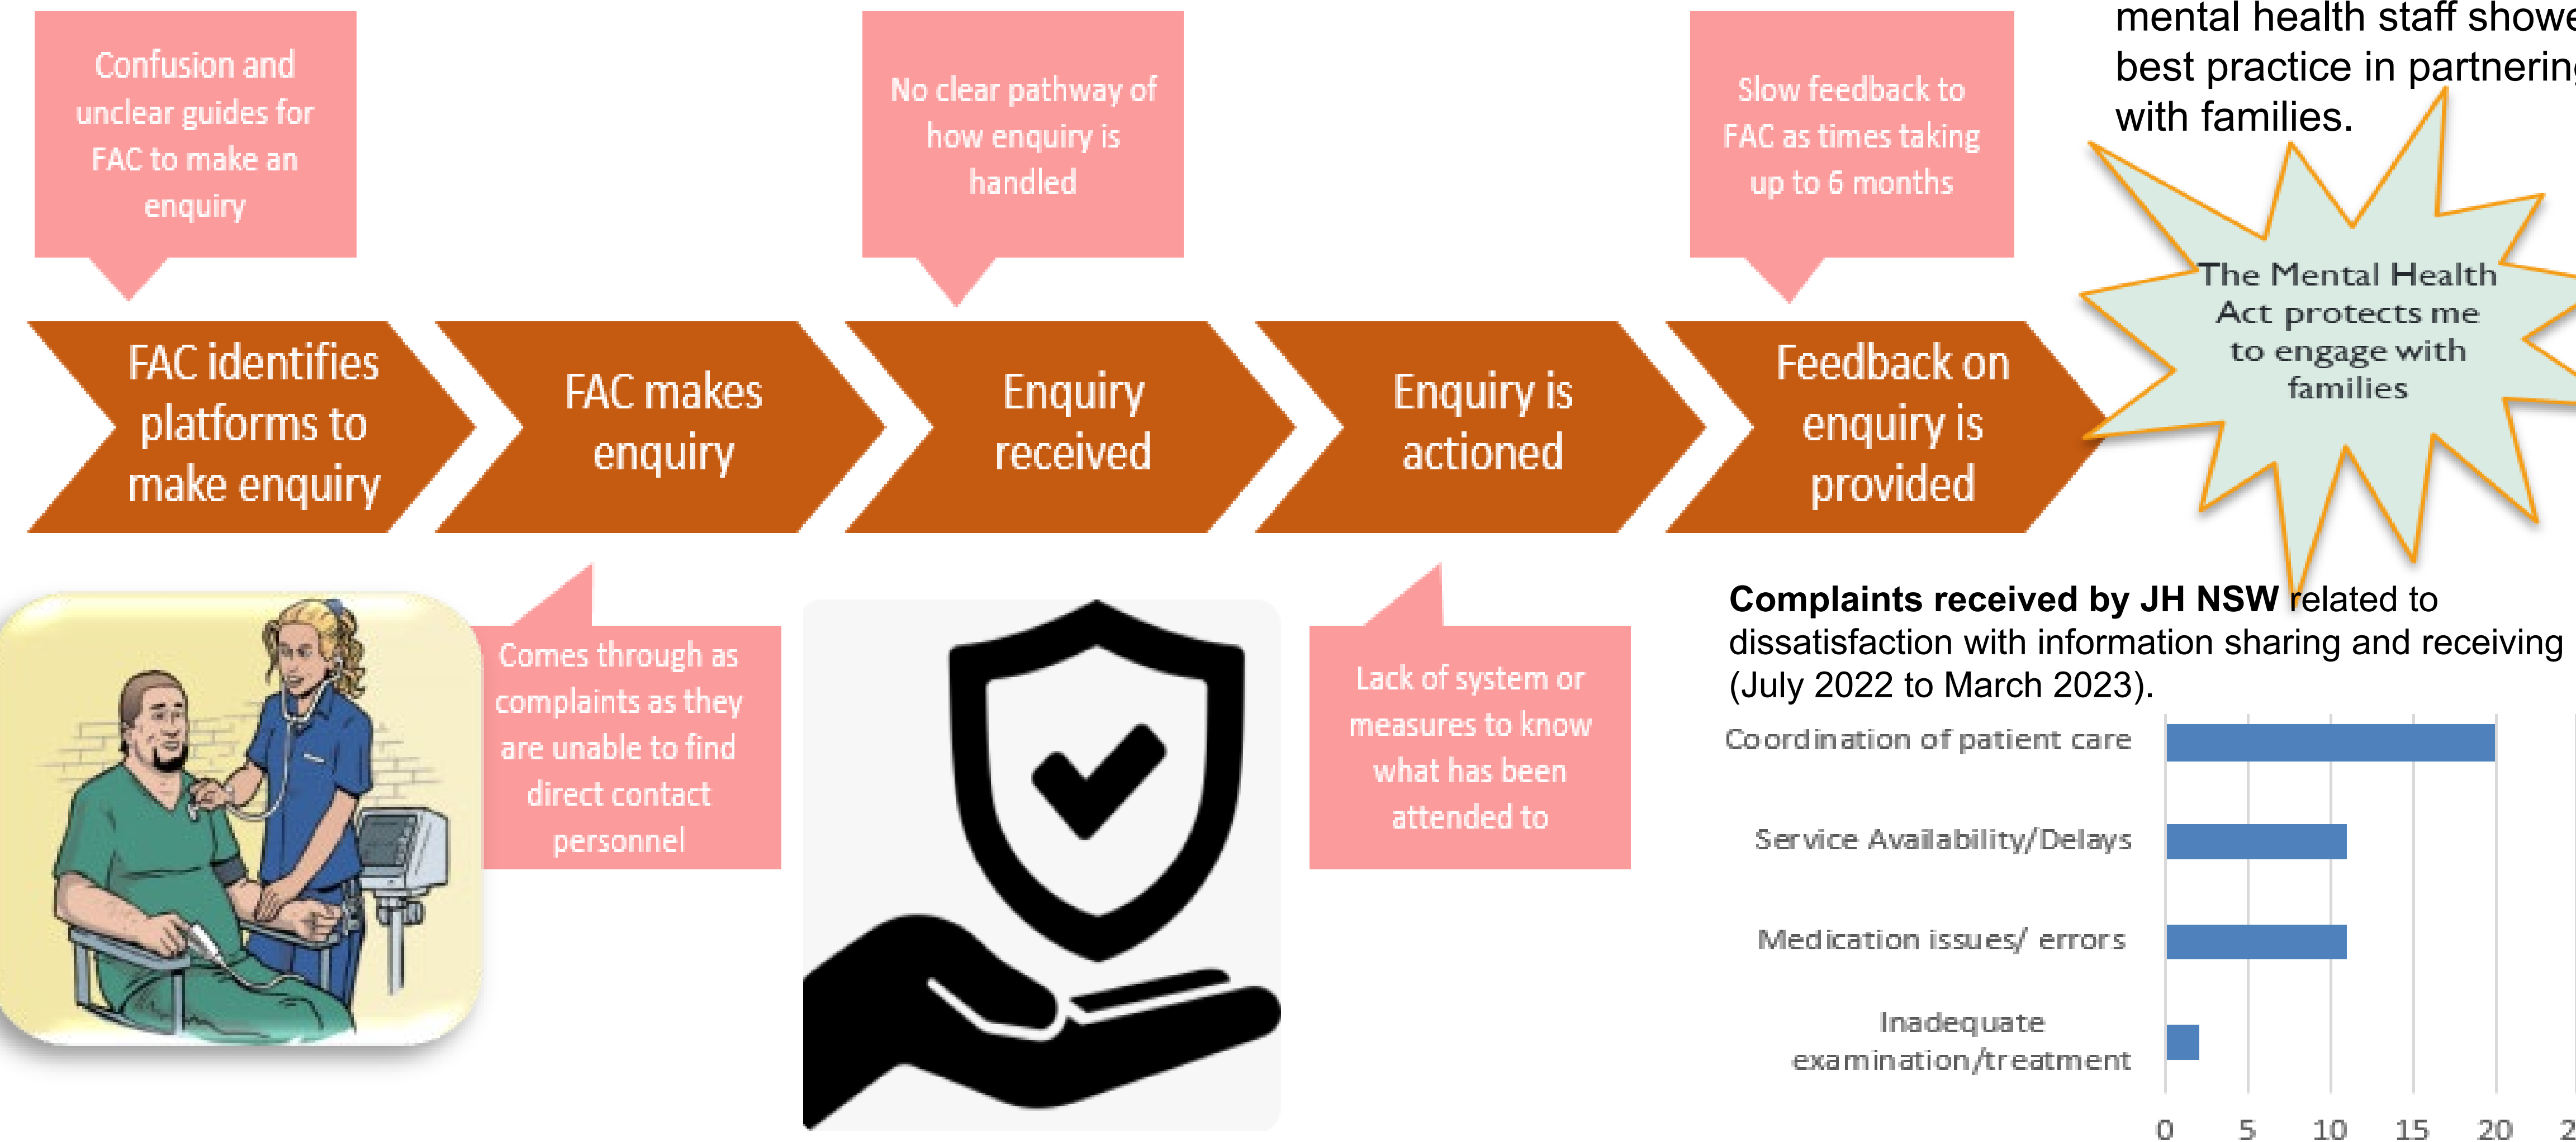 mental health staff showe
best practice in partnering
with families.
Confusion and
unclear guides for
FAC to make an
enquiry
No clear pathway of
how enquiry is
handled
Slow feedback to
FAC as times taking
up to 6 months
The Mental Health
Act protects me
to engage with
families
FAC identifies
platforms to
make enquiry
FAC makes
enquiry
Enquiry
received
Enquiry is
actioned
Feedback on
enquiry is
provided
Comes through as
complaints as they
are unable to find
direct contact
personnel
Lack of system or
measures to know
what has been
attended to
Complaints received by JH NSW related to
dissatisfaction with information sharing and receiving
(July 2022 to March 2023).
Coordination of patient care
Service Availability/Delays
Medication issues/ errors
Inadequate
examination/treatment
0 5 10 15 20